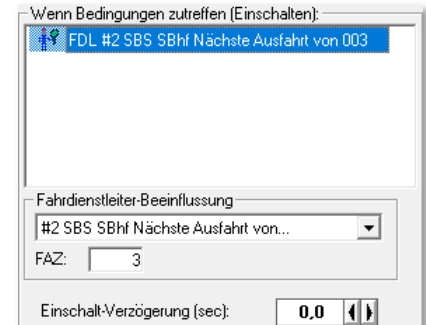 Wenn Bedingungen zutreffen (Einschalten):
FDL #2 SBS SBhf Nächste Ausfahrt von 003
Fahrdienstleiter-Beeinflussung
#2 SBS SBHf Nächste Ausfahrt von...
FAZ: 3
Einschalt-Verzögerung (sec): 0,0